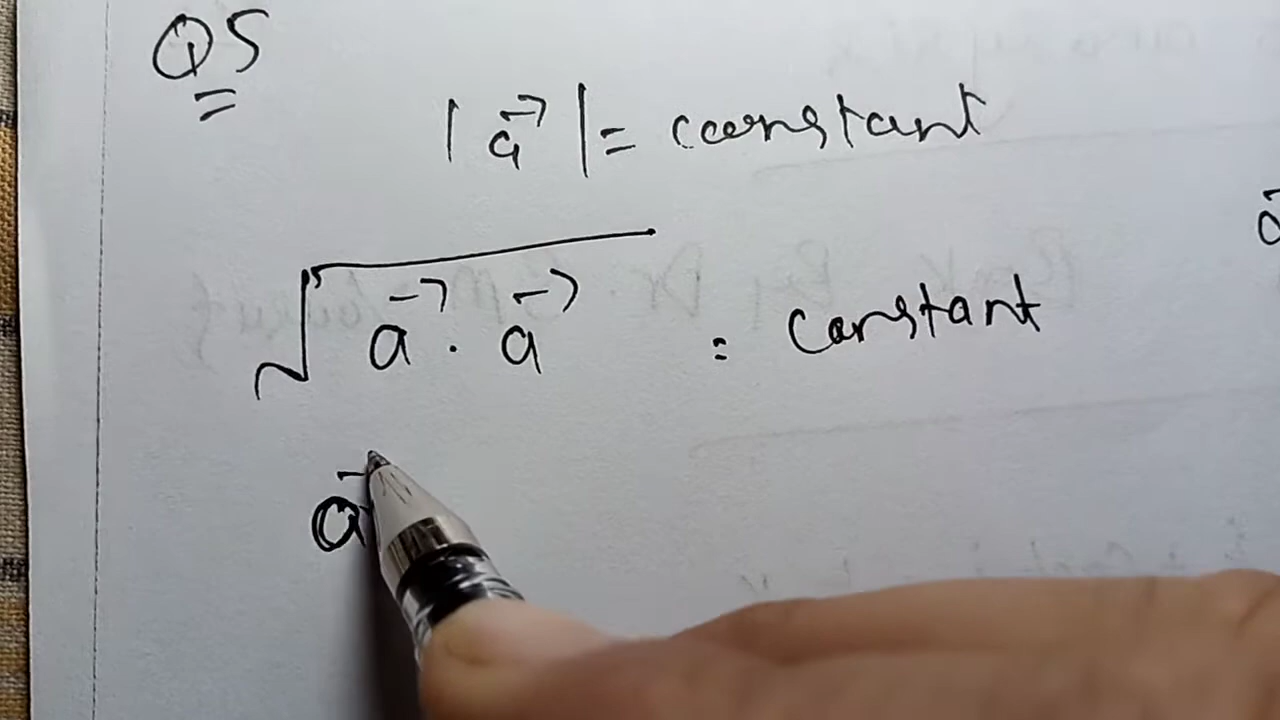 Q5
|a⃗| = constant
√a⃗ . a⃗ = constant
a
a